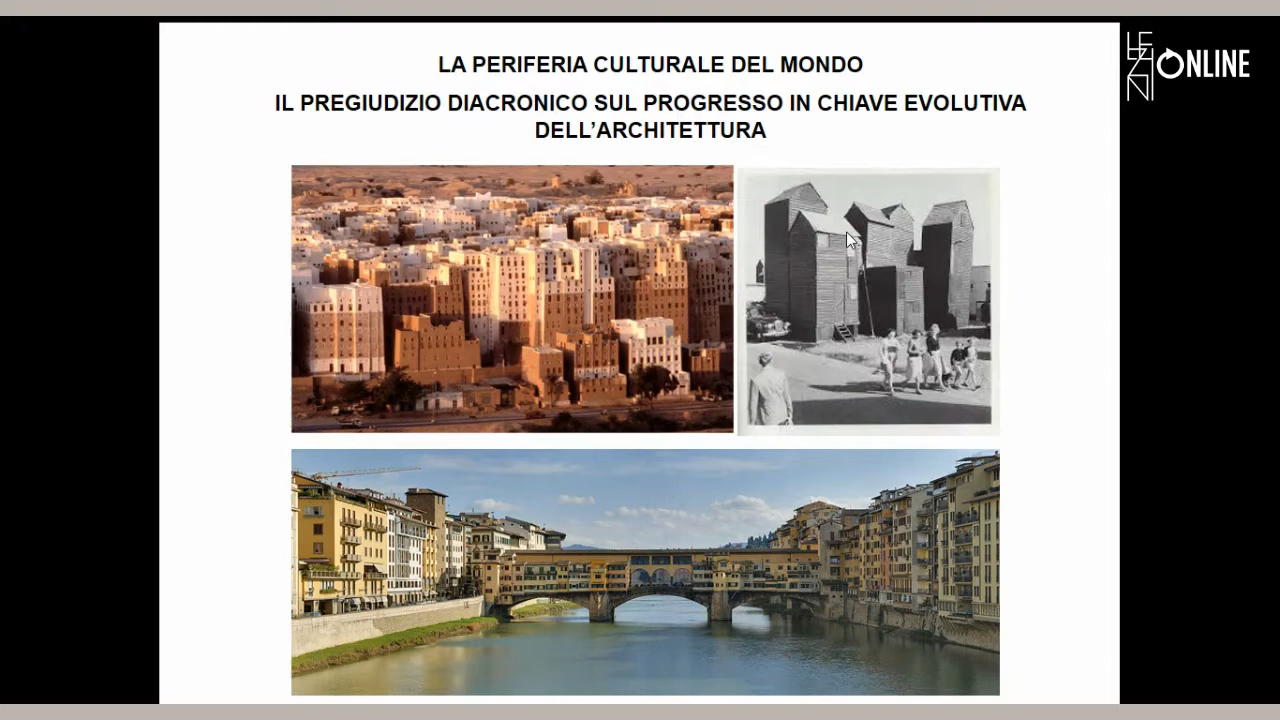 LA PERIFERIA CULTURALE DEL MONDO
IL PREGIUDIZIO DIACRONICO SUL PROGRESSO IN CHIAVE EVOLUTIVA
DELL'ARCHITETTURA
LEZIONI ONLINE